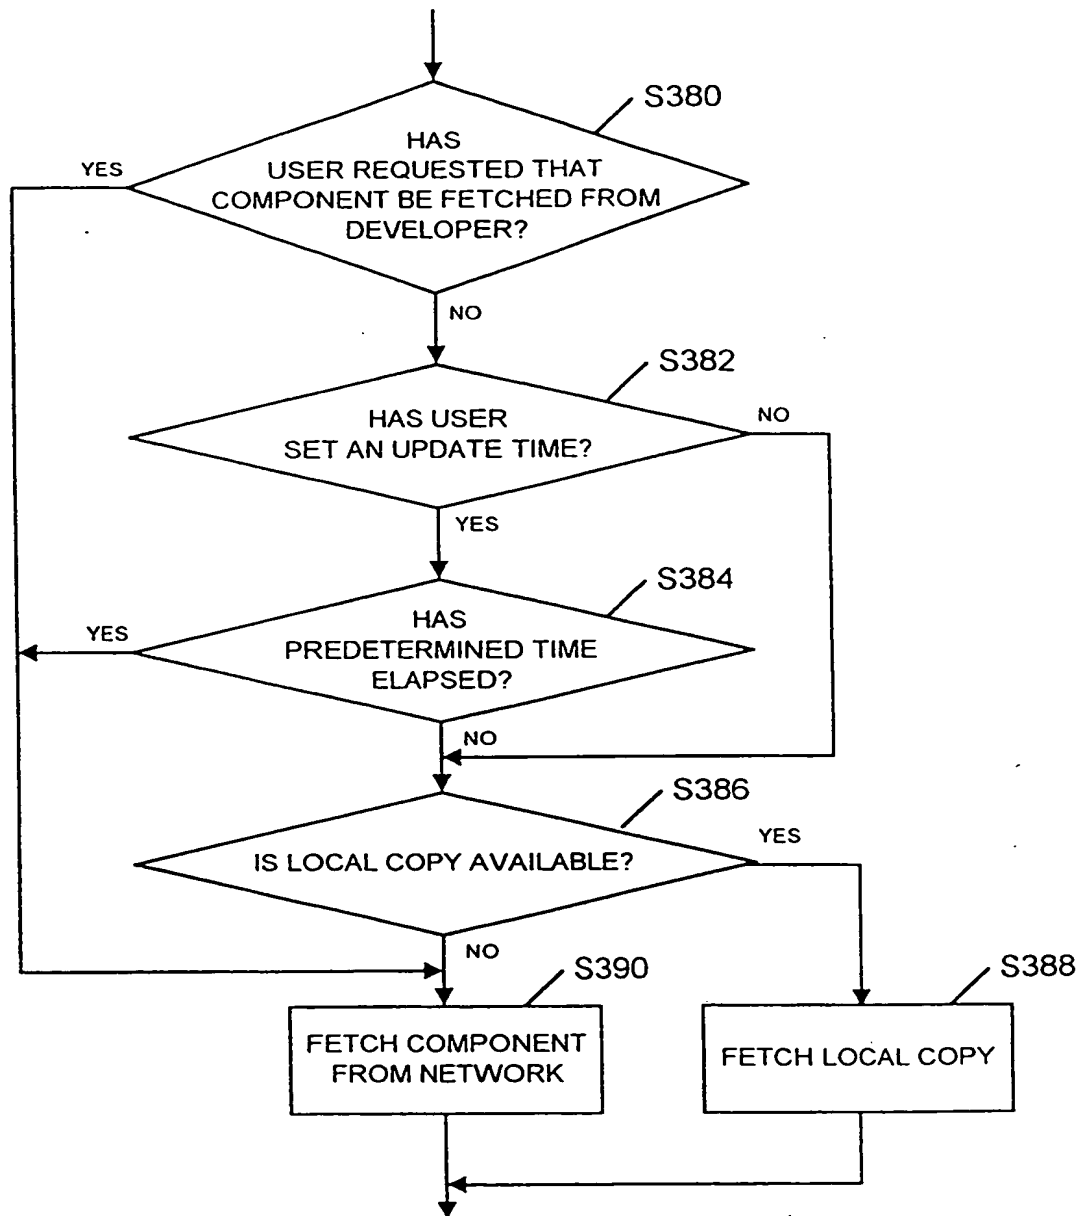 S380
HAS
USER REQUESTED THAT
COMPONENT BE FETCHED FROM
DEVELOPER?
YES
NO
S382
HAS USER
SET AN UPDATE TIME?
NO
YES
S384
HAS
PREDETERMINED TIME
ELAPSED?
YES
NO
S386
IS LOCAL COPY AVAILABLE?
YES
NO
S390
FETCH COMPONENT
FROM NETWORK
S388
FETCH LOCAL COPY